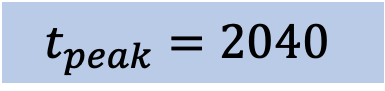 t_peak = 2040